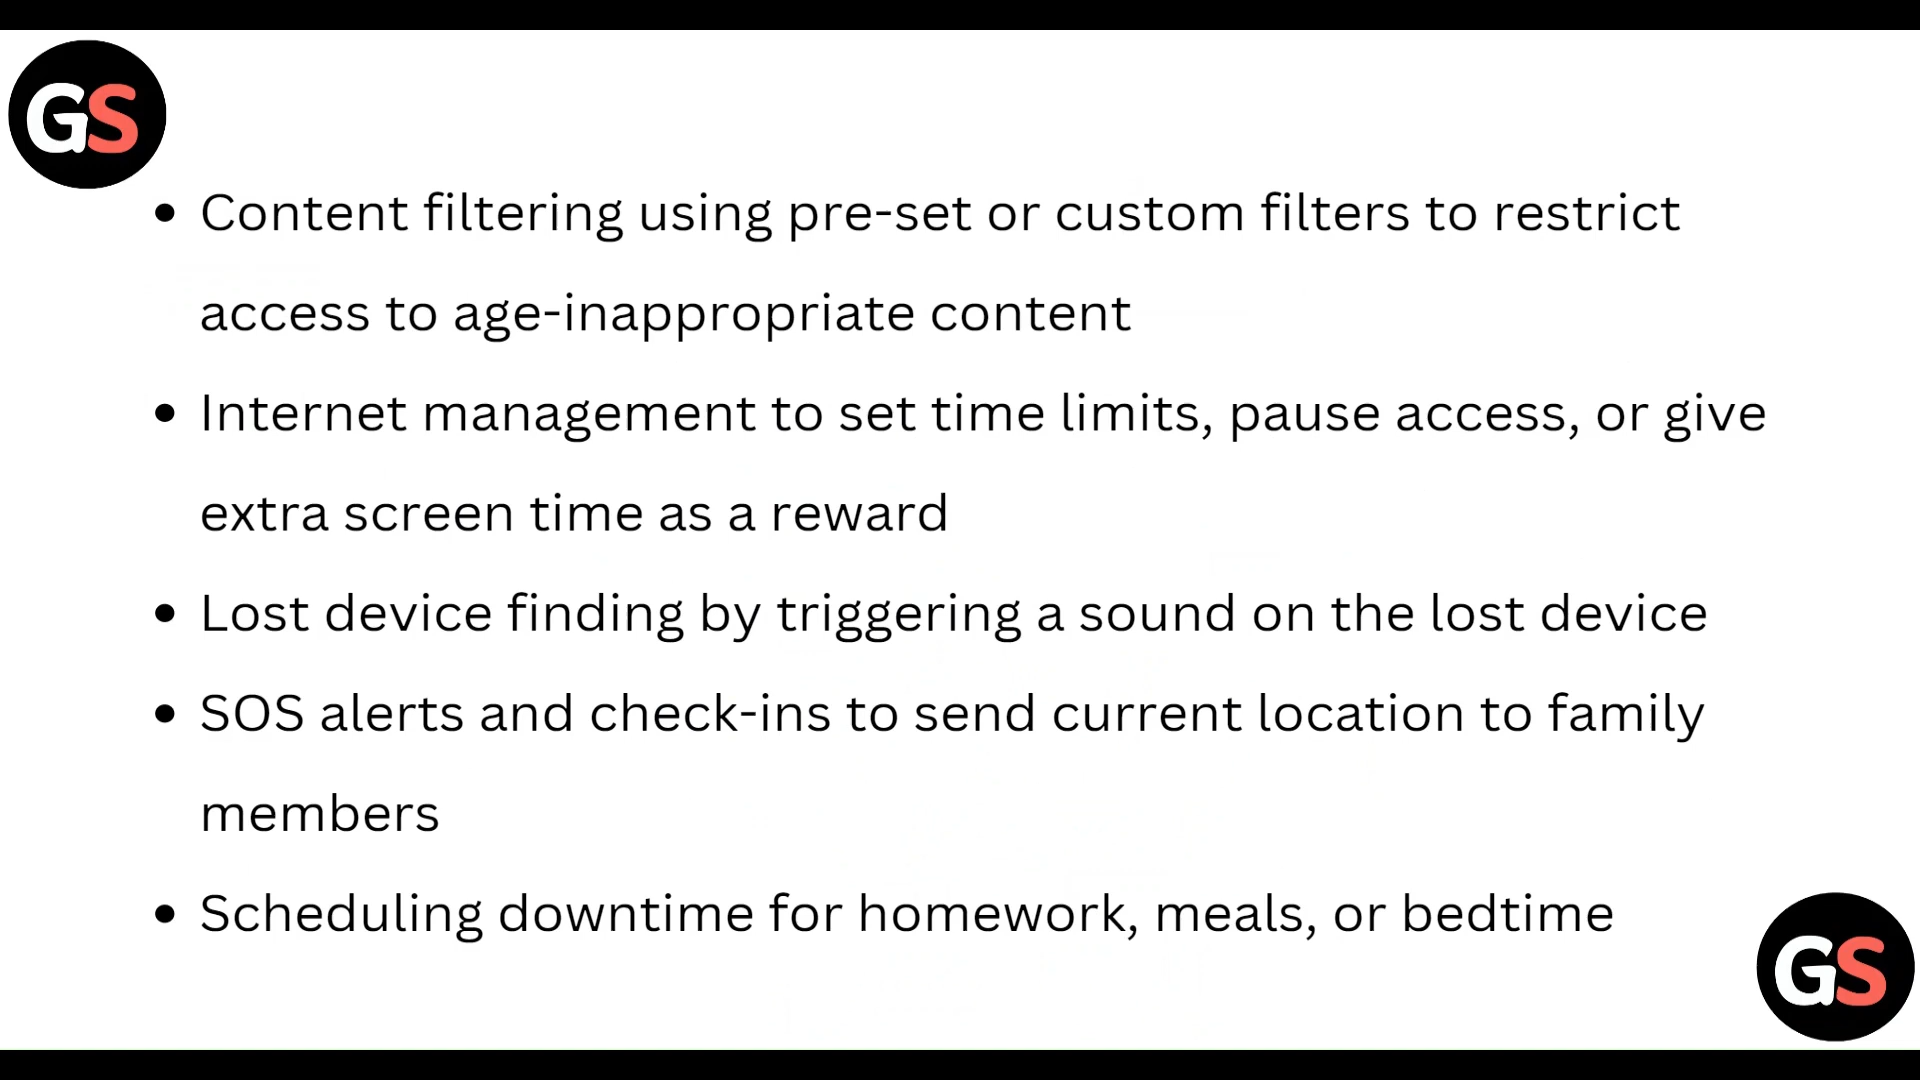 GS
• Content filtering using pre-set or custom filters to restrict
access to age-inappropriate content
• Internet management to set time limits, pause access, or give
extra screen time as a reward
• Lost device finding by triggering a sound on the lost device
• SOS alerts and check-ins to send current location to family
members
• Scheduling downtime for homework, meals, or bedtime
GS